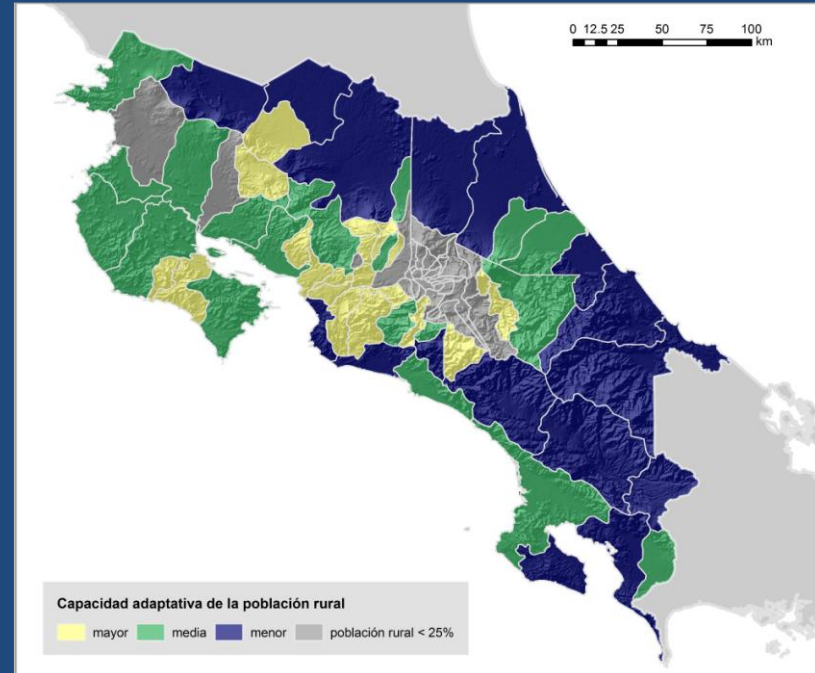 0 12.5 25 50 75 100
km
Capacidad adaptativa de la población rural
mayor media menor población rural < 25%